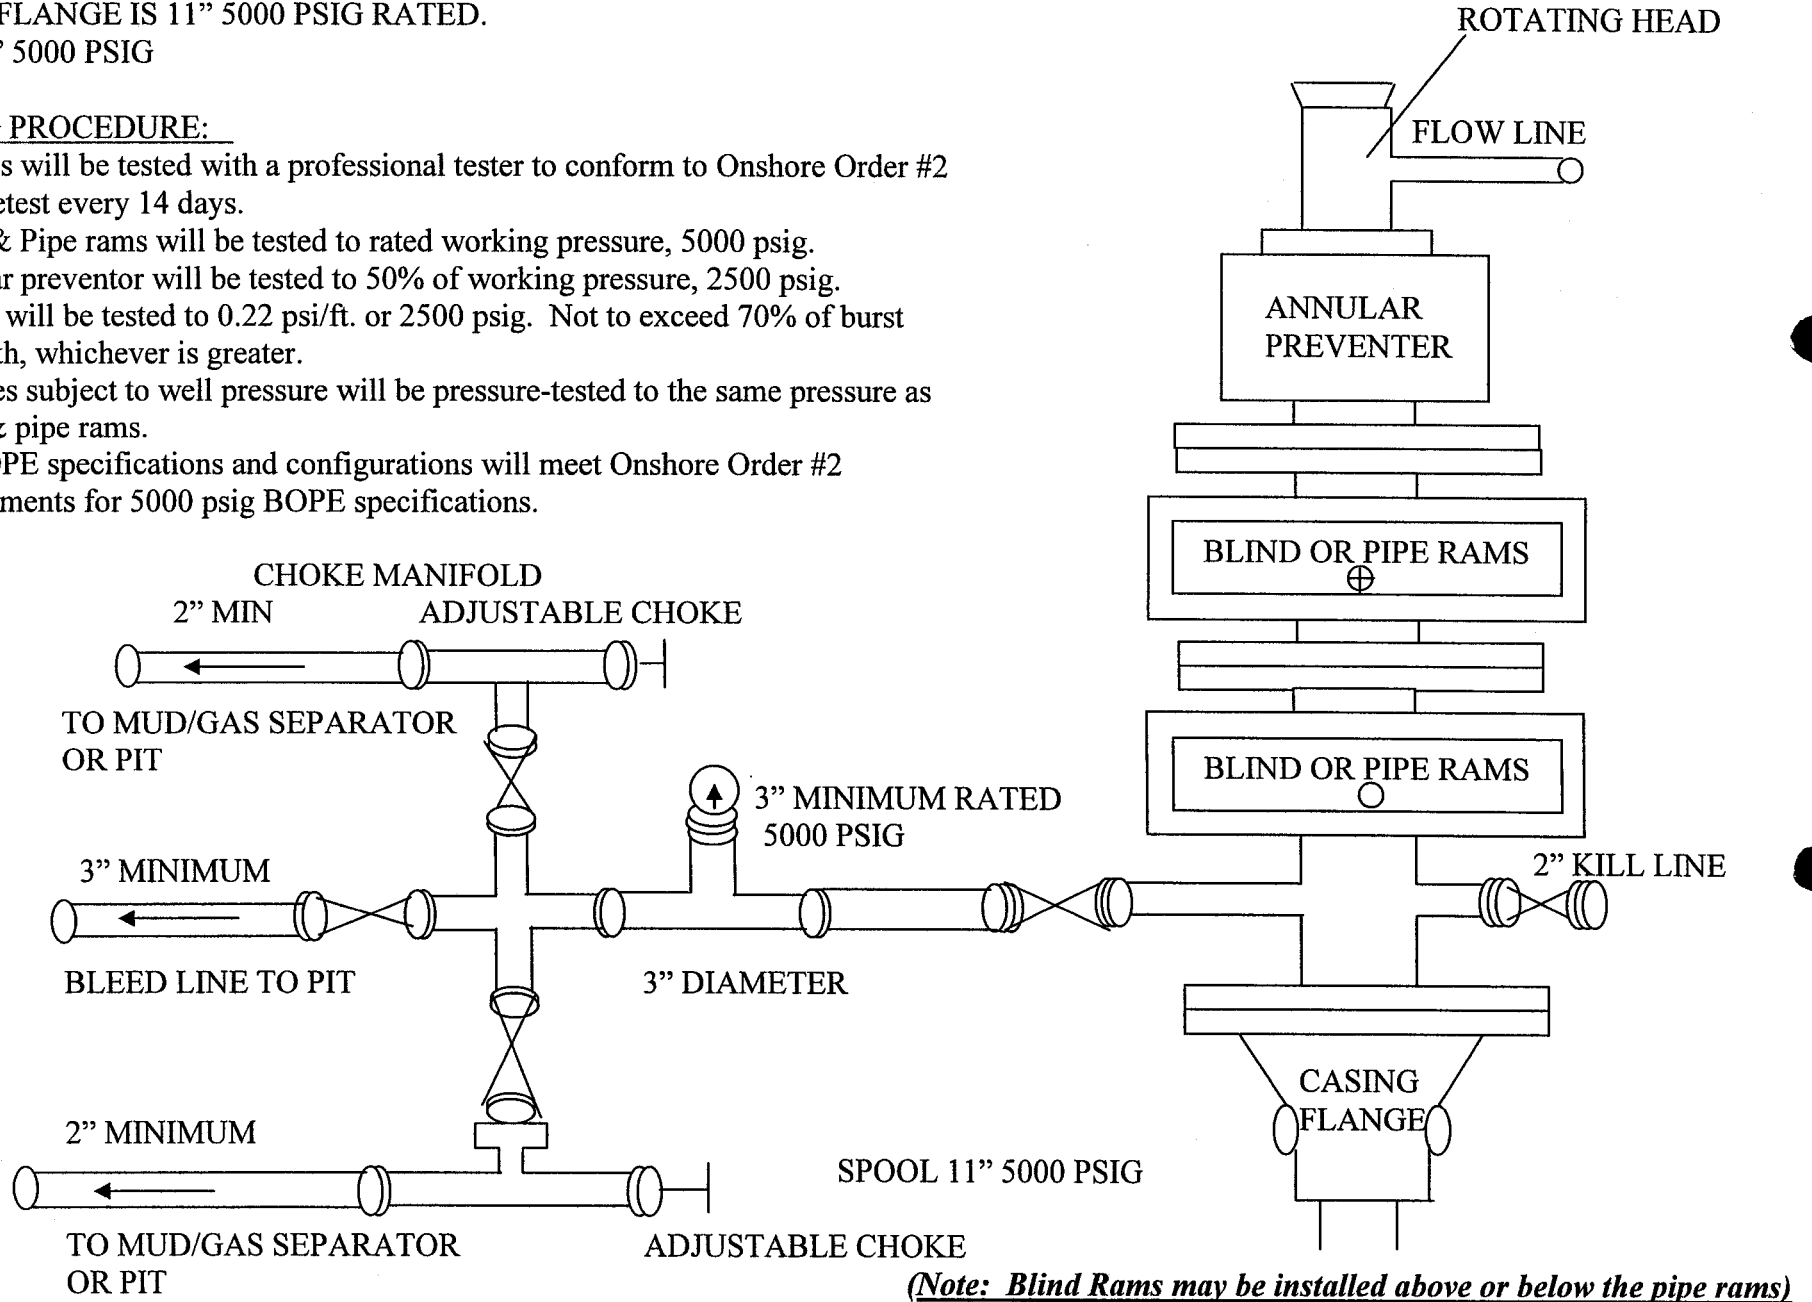 FLANGE IS 11” 5000 PSIG RATED.
” 5000 PSIG
PROCEDURE:
s will be tested with a professional tester to conform to Onshore Order #2
etest every 14 days.
& Pipe rams will be tested to rated working pressure, 5000 psig.
ar preventor will be tested to 50% of working pressure, 2500 psig.
will be tested to 0.22 psi/ft. or 2500 psig.  Not to exceed 70% of burst
th, whichever is greater.
es subject to well pressure will be pressure-tested to the same pressure as
& pipe rams.
OPE specifications and configurations will meet Onshore Order #2
ments for 5000 psig BOPE specifications.
ROTATING HEAD
FLOW LINE
ANNULAR
PREVENTER
BLIND OR PIPE RAMS
BLIND OR PIPE RAMS
2” KILL LINE
CASING
FLANGE
CHOKE MANIFOLD
2” MIN
ADJUSTABLE CHOKE
TO MUD/GAS SEPARATOR
OR PIT
3” MINIMUM RATED
5000 PSIG
3” MINIMUM
BLEED LINE TO PIT
3” DIAMETER
2” MINIMUM
SPOOL 11” 5000 PSIG
TO MUD/GAS SEPARATOR
OR PIT
ADJUSTABLE CHOKE
(Note:  Blind Rams may be installed above or below the pipe rams)